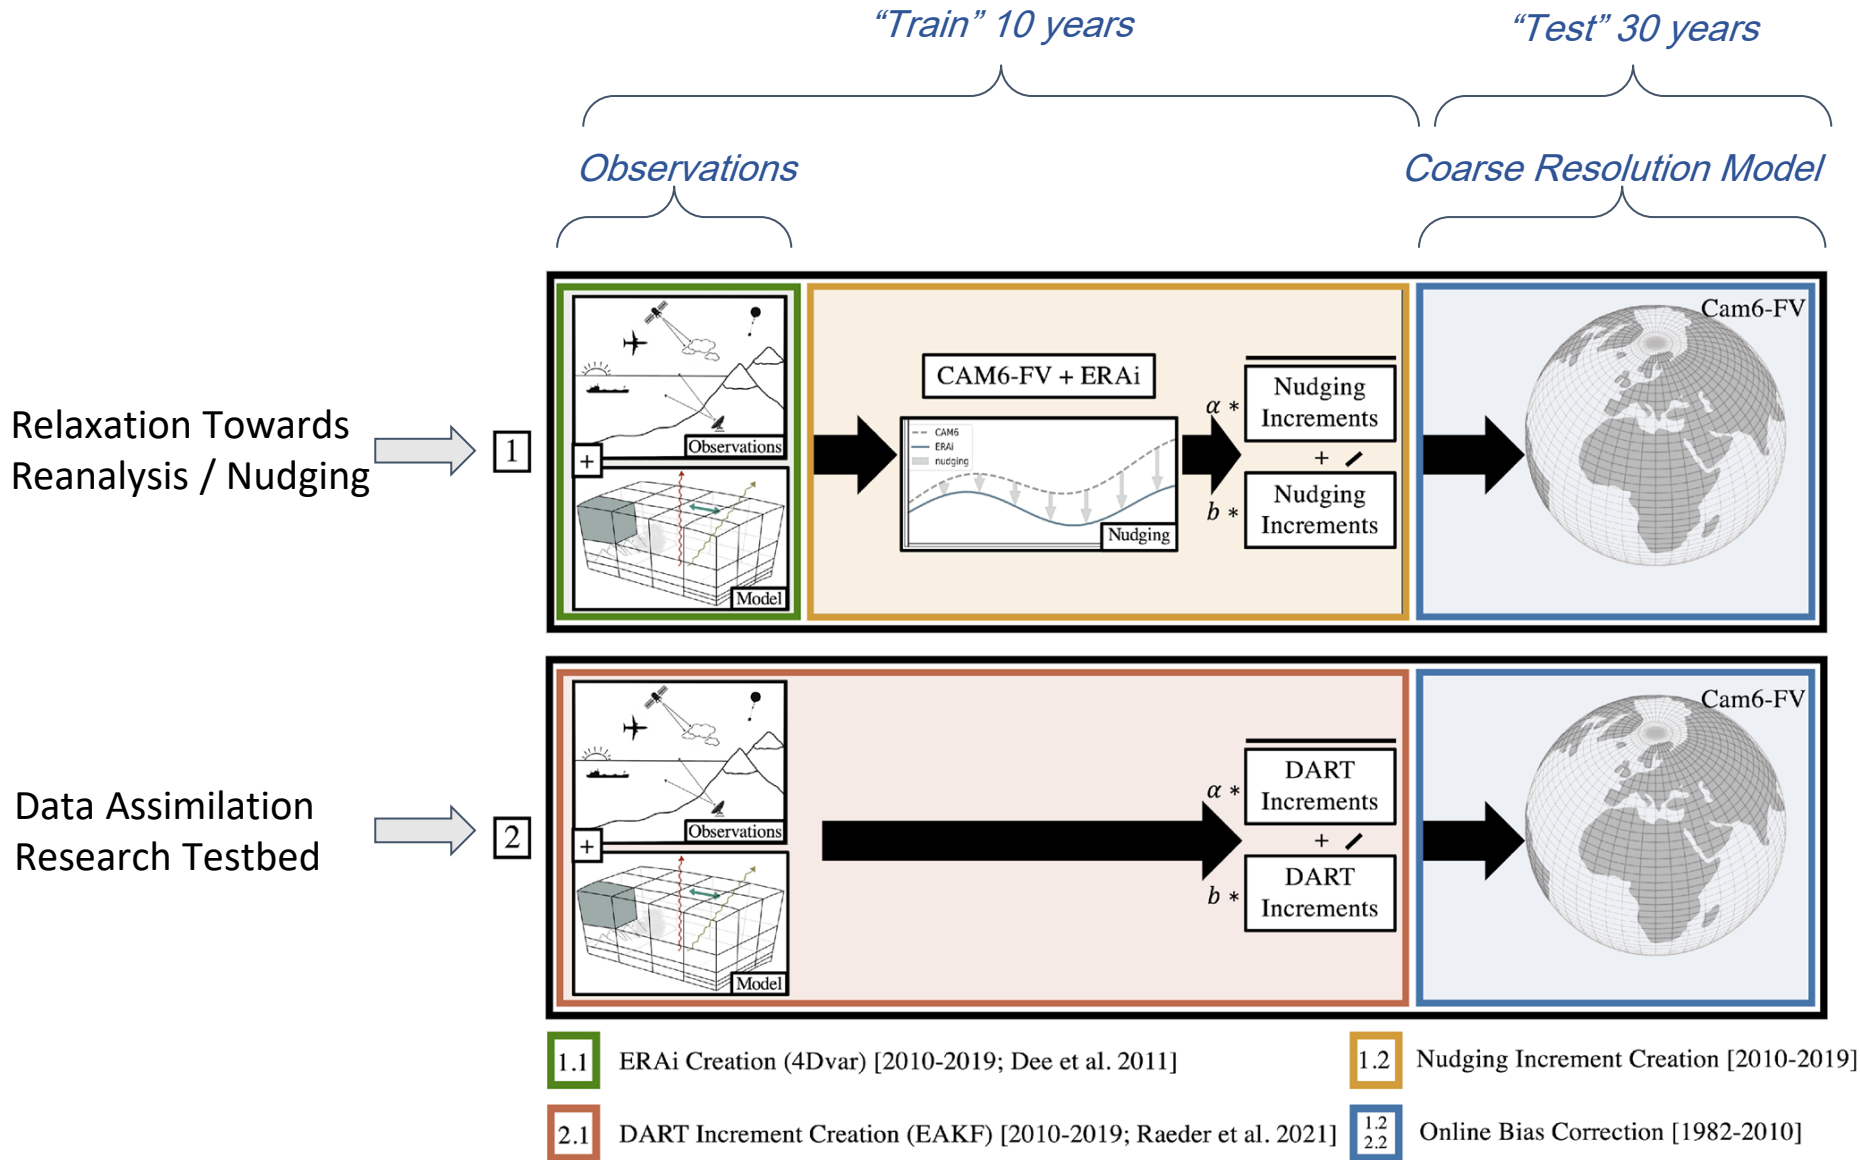 “Train” 10 years
“Test” 30 years
Observations
Coarse Resolution Model
Relaxation Towards
Reanalysis / Nudging
1
Observations
+
Model
CAM6-FV + ERAi
CAM6
ERAi
nudging
Nudging
α *
Nudging
Increments
+ /
b *
Nudging
Increments
Cam6-FV
Data Assimilation
Research Testbed
2
Observations
+
Model
α *
DART
Increments
+ /
b *
DART
Increments
Cam6-FV
1.1 ERAi Creation (4Dvar) [2010-2019; Dee et al. 2011]
1.2 Nudging Increment Creation [2010-2019]
2.1 DART Increment Creation (EAKF) [2010-2019; Raeder et al. 2021]
1.2
2.2
Online Bias Correction [1982-2010]